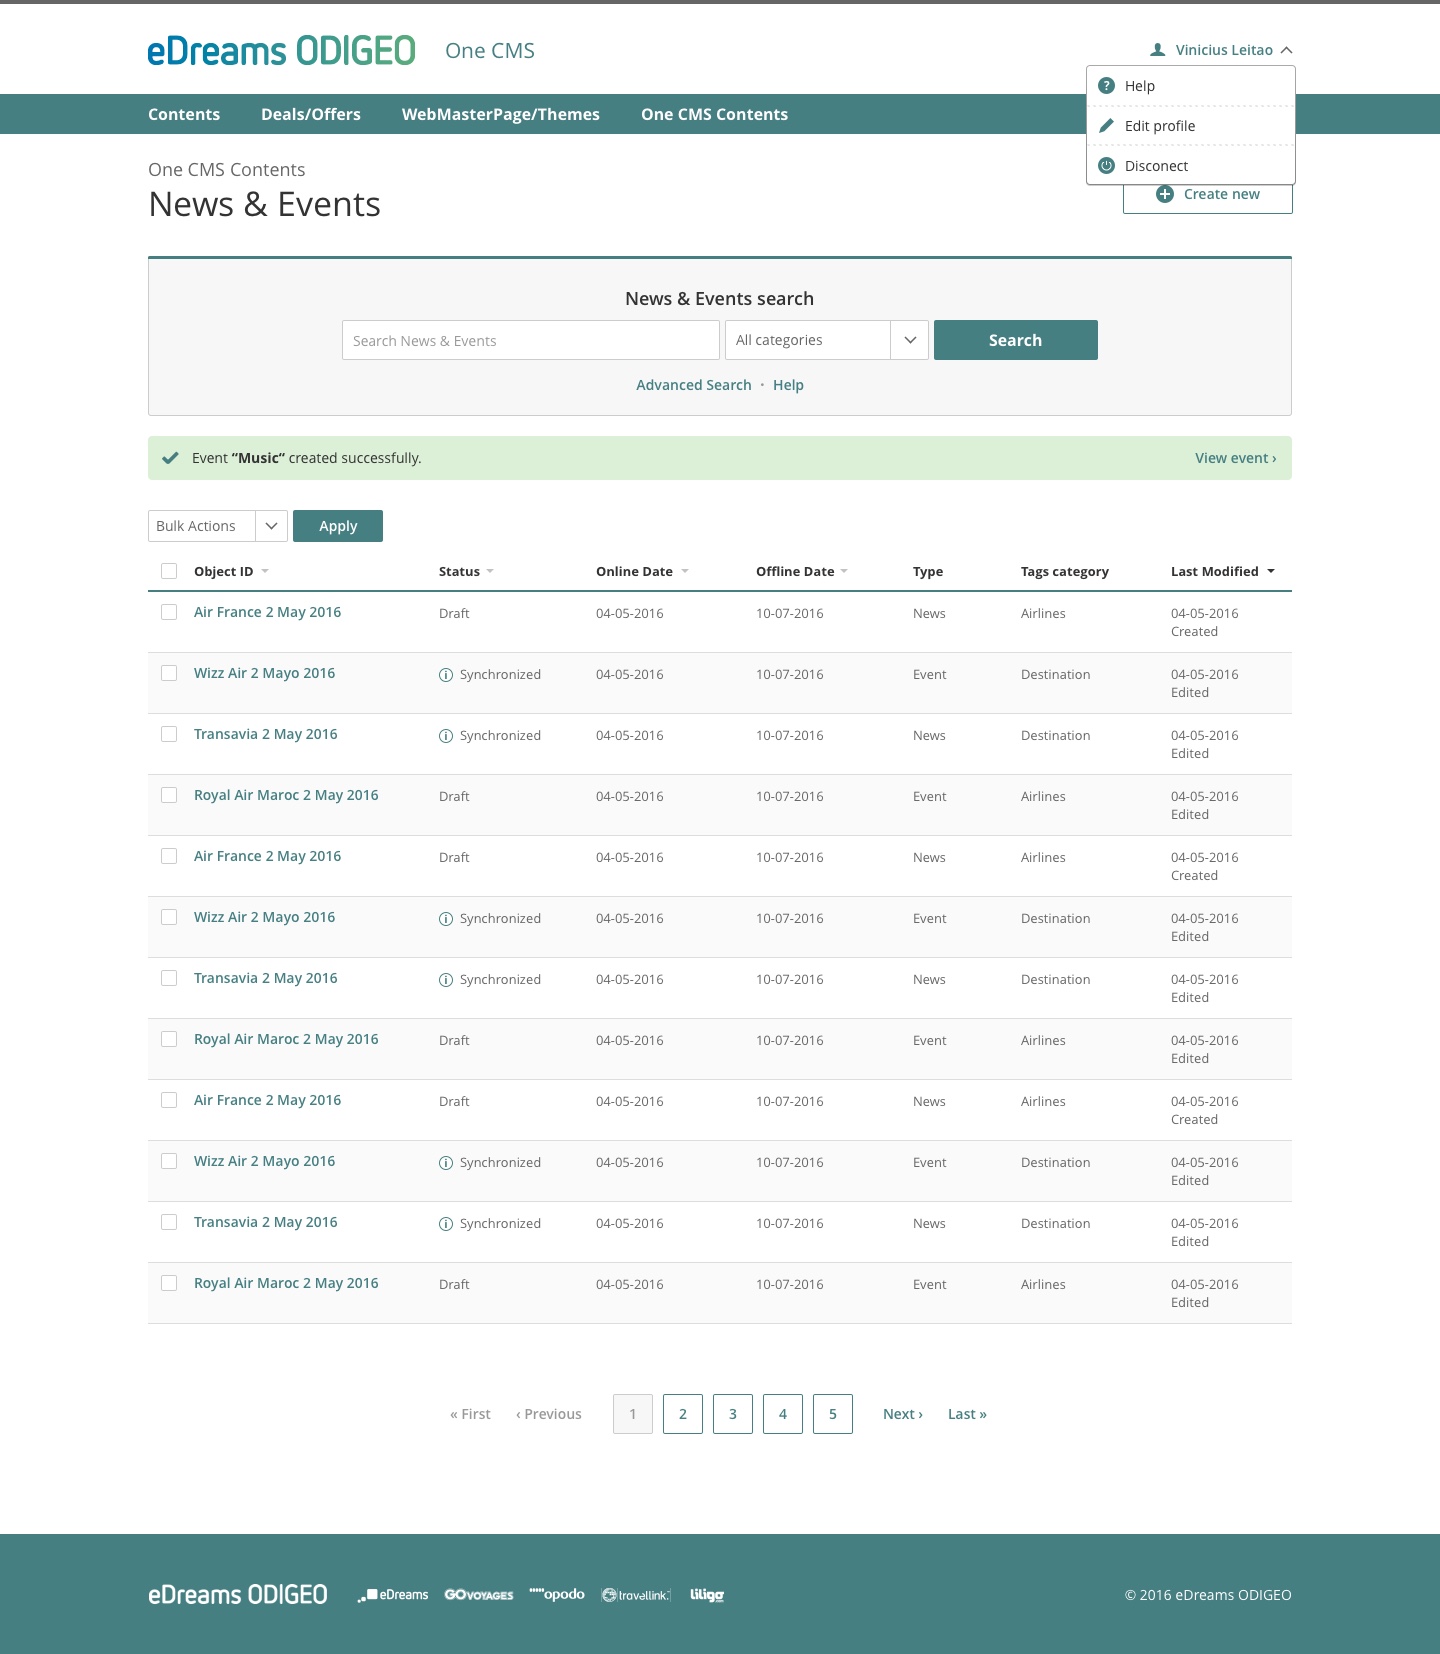 eDreams ODIGEO One CMS Vinicius Leitao
Help
Contents Deals/Offers WebMasterPage/Themes One CMS Contents
Edit profile
Disconect
One CMS Contents
News & Events
Create new
News & Events search
Search News & Events All categories Search
Advanced Search · Help
Event “Music“ created successfully. View event ›
Bulk Actions Apply
Object ID Status Online Date Offline Date Type Tags category Last Modified
Air France 2 May 2016 Draft 04-05-2016 10-07-2016 News Airlines 04-05-2016
Created
Wizz Air 2 Mayo 2016 Synchronized 04-05-2016 10-07-2016 Event Destination 04-05-2016
Edited
Transavia 2 May 2016 Synchronized 04-05-2016 10-07-2016 News Destination 04-05-2016
Edited
Royal Air Maroc 2 May 2016 Draft 04-05-2016 10-07-2016 Event Airlines 04-05-2016
Edited
Air France 2 May 2016 Draft 04-05-2016 10-07-2016 News Airlines 04-05-2016
Created
Wizz Air 2 Mayo 2016 Synchronized 04-05-2016 10-07-2016 Event Destination 04-05-2016
Edited
Transavia 2 May 2016 Synchronized 04-05-2016 10-07-2016 News Destination 04-05-2016
Edited
Royal Air Maroc 2 May 2016 Draft 04-05-2016 10-07-2016 Event Airlines 04-05-2016
Edited
Air France 2 May 2016 Draft 04-05-2016 10-07-2016 News Airlines 04-05-2016
Created
Wizz Air 2 Mayo 2016 Synchronized 04-05-2016 10-07-2016 Event Destination 04-05-2016
Edited
Transavia 2 May 2016 Synchronized 04-05-2016 10-07-2016 News Destination 04-05-2016
Edited
Royal Air Maroc 2 May 2016 Draft 04-05-2016 10-07-2016 Event Airlines 04-05-2016
Edited
« First ‹ Previous 1 2 3 4 5 Next › Last »
eDreams ODIGEO eDreams GOVOYAGES opodo travellink liligo © 2016 eDreams ODIGEO